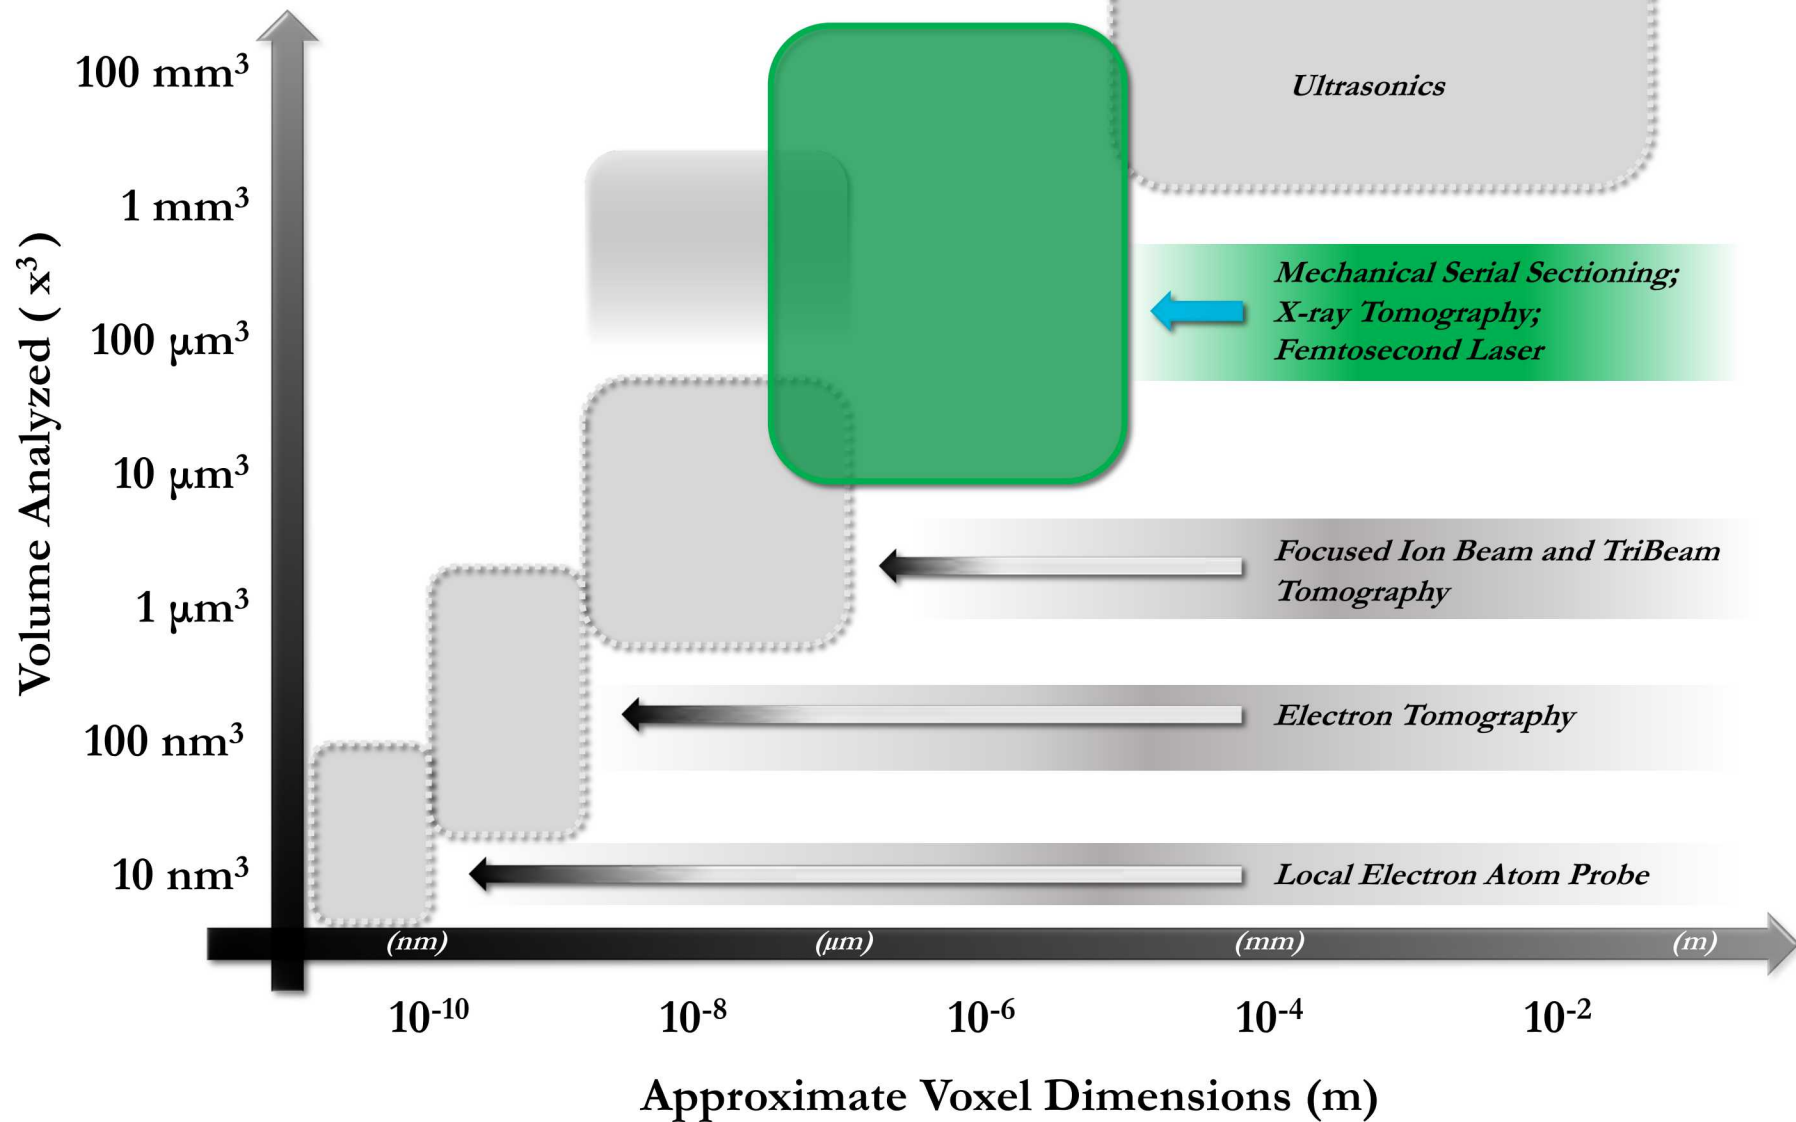 100 mm³
Ultrasonics
1 mm³
Mechanical Serial Sectioning;
X-ray Tomography;
Femtosecond Laser
100 μm³
Volume Analyzed ( x³ )
10 μm³
Focused Ion Beam and TriBeam
Tomography
1 μm³
Electron Tomography
100 nm³
Local Electron Atom Probe
10 nm³
(nm) (μm) (mm) (m)
10⁻¹⁰ 10⁻⁸ 10⁻⁶ 10⁻⁴ 10⁻²
Approximate Voxel Dimensions (m)